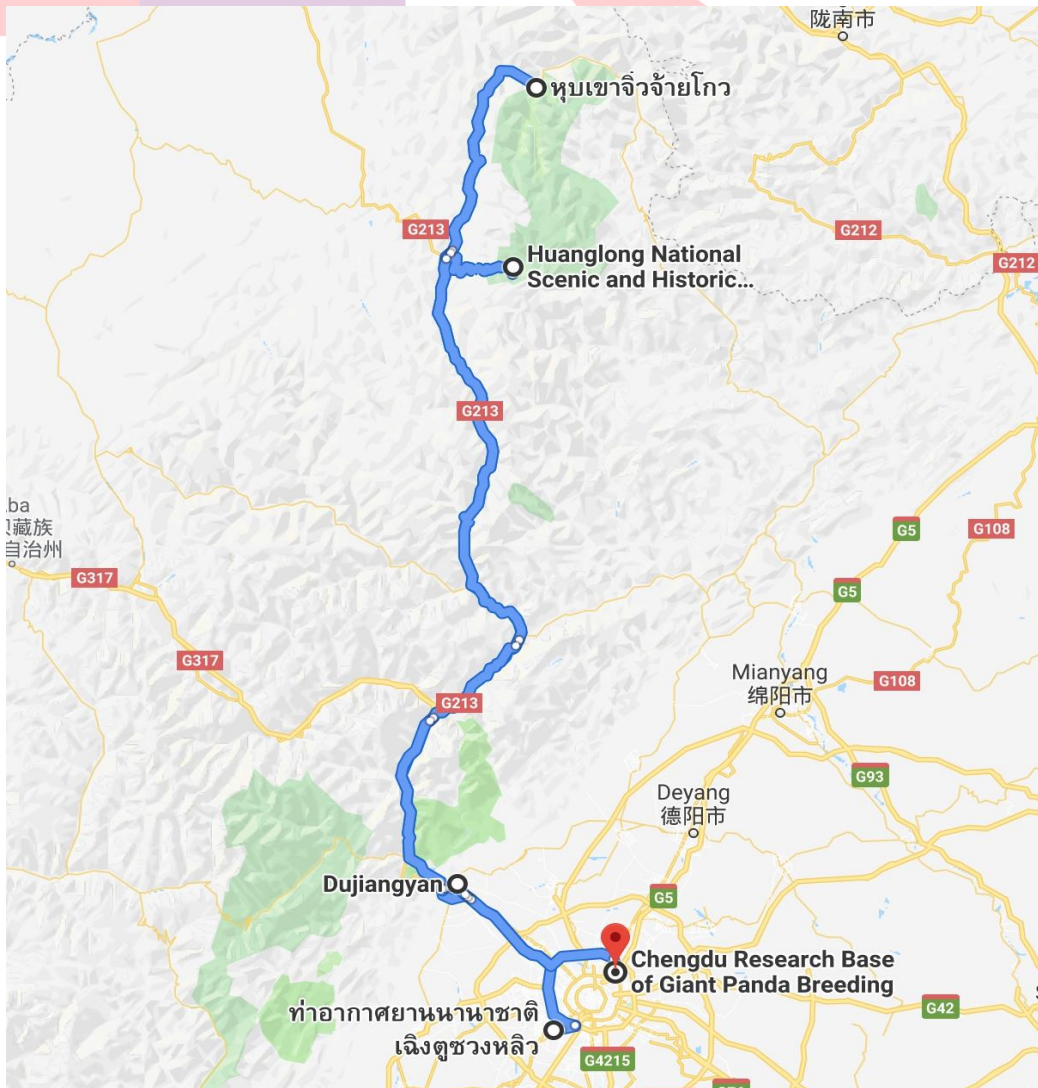 陇南市
หุบเขาจิ่วจ้ายโกว
G213
G212
Huanglong National
Scenic and Historic...
G212
G213
ba
藏族
自治州
G5
G108
G317
G5
G317
Mianyang
绵阳市
G108
G213
G93
Deyang
德阳市
Dujiangyan
G5
Chengdu Research Base
of Giant Panda Breeding
ท่าอากาศยานนานาชาติ
เฉิงตูซวงหลิว
G42
G4215